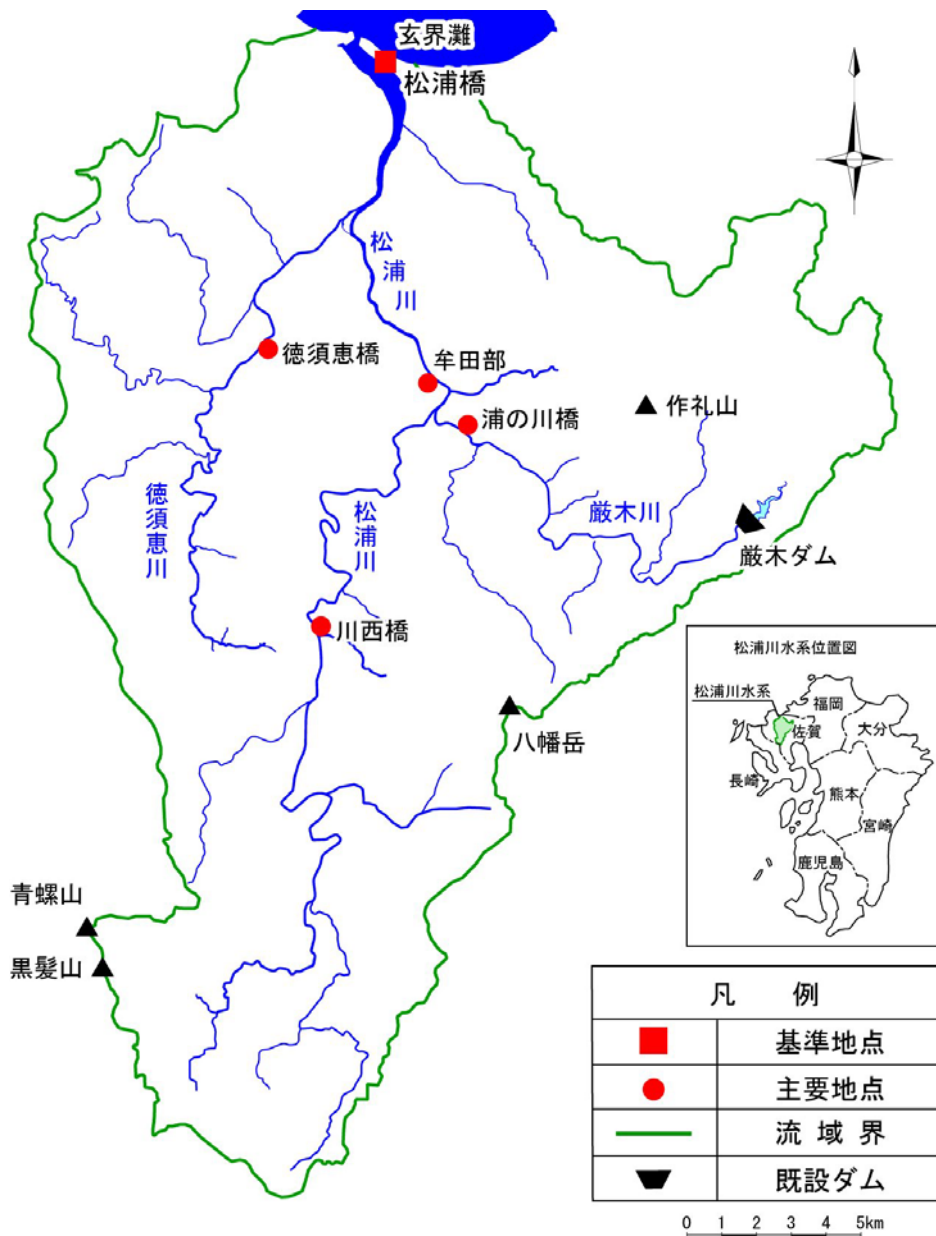 玄界灘
松浦橋
松浦川
徳須恵橋
牟田部
作礼山
浦の川橋
徳須恵川
松浦川
厳木川
厳木ダム
川西橋
八幡岳
松浦川水系位置図
松浦川水系
福岡
佐賀
大分
長崎
熊本
宮崎
鹿児島
青螺山
黒髪山
凡 例
基準地点
主要地点
流域界
既設ダム
0 1 2 3 4 5km